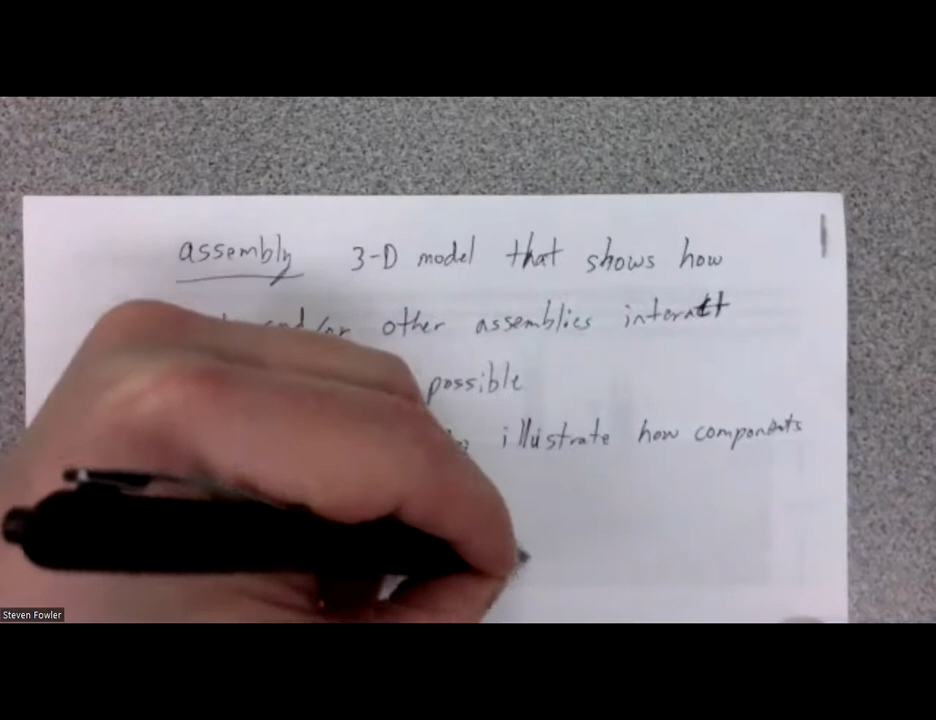 assembly 3-D model that shows how
and/or other assemblies interact
possible
illustrate how components
Steven Fowler